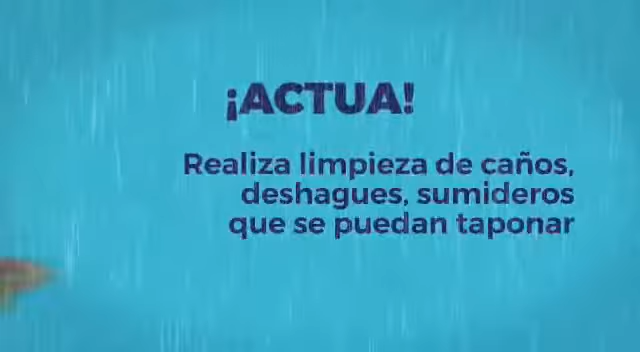 ¡ACTUA!
Realiza limpieza de caños,
deshagues, sumideros
que se puedan taponar